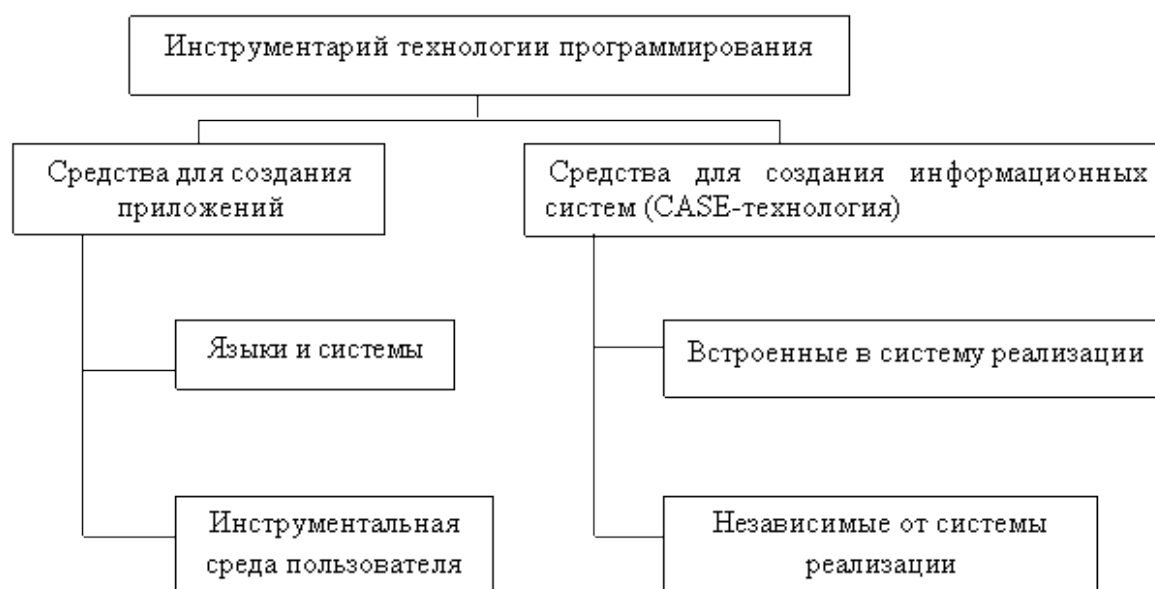 Инструментарий технологии программирования
Средства для создания
приложений
Средства для создания информационных
систем (CASE-технология)
Языки и системы
Встроенные в систему реализации
Инструментальная
среда пользователя
Независимые от системы
реализации